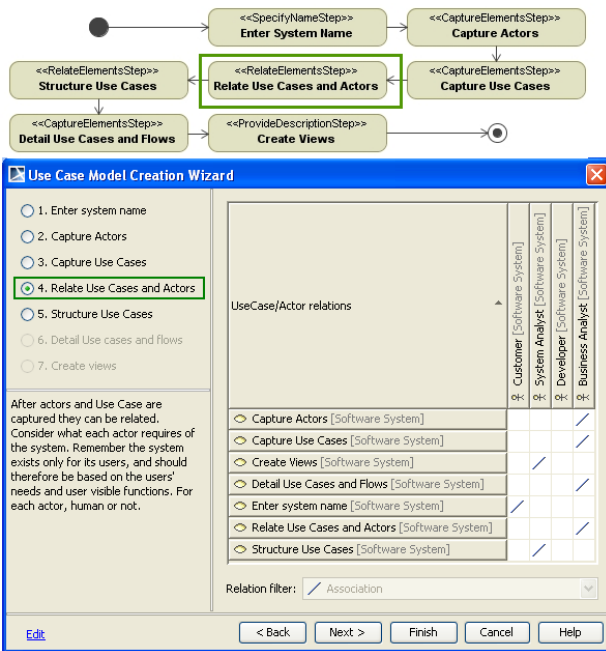 <<SpecifyNameStep>>
Enter System Name
<<CaptureElementsStep>>
Capture Actors
<<RelateElementsStep>>
Structure Use Cases
<<RelateElementsStep>>
Relate Use Cases and Actors
<<CaptureElementsStep>>
Capture Use Cases
<<CaptureElementsStep>>
Detail Use Cases and Flows
<<ProvideDescriptionStep>>
Create Views
Use Case Model Creation Wizard
1. Enter system name
2. Capture Actors
3. Capture Use Cases
4. Relate Use Cases and Actors
5. Structure Use Cases
6. Detail Use cases and flows
7. Create views
After actors and Use Case are
captured they can be related.
Consider what each actor requires of
the system. Remember the system
exists only for its users, and should
therefore be based on the users'
needs and user visible functions. For
each actor, human or not.
UseCase/Actor relations
Customer [Software System]
System Analyst [Software System]
Developer [Software System]
Business Analyst [Software System]
Capture Actors [Software System]
Capture Use Cases [Software System]
Create Views [Software System]
Detail Use Cases and Flows [Software System]
Enter system name [Software System]
Relate Use Cases and Actors [Software System]
Structure Use Cases [Software System]
Relation filter: Association
Edit
< Back
Next >
Finish
Cancel
Help